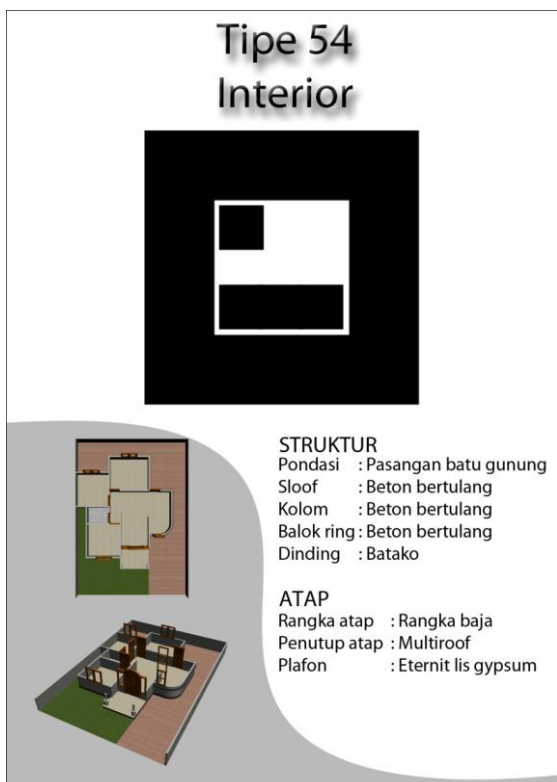 Tipe 54
Interior
STRUKTUR
Pondasi : Pasangan batu gunung
Sloof : Beton bertulang
Kolom : Beton bertulang
Balok ring : Beton bertulang
Dinding : Batako
ATAP
Rangka atap : Rangka baja
Penutup atap : Multiroof
Plafon : Eternit lis gypsum